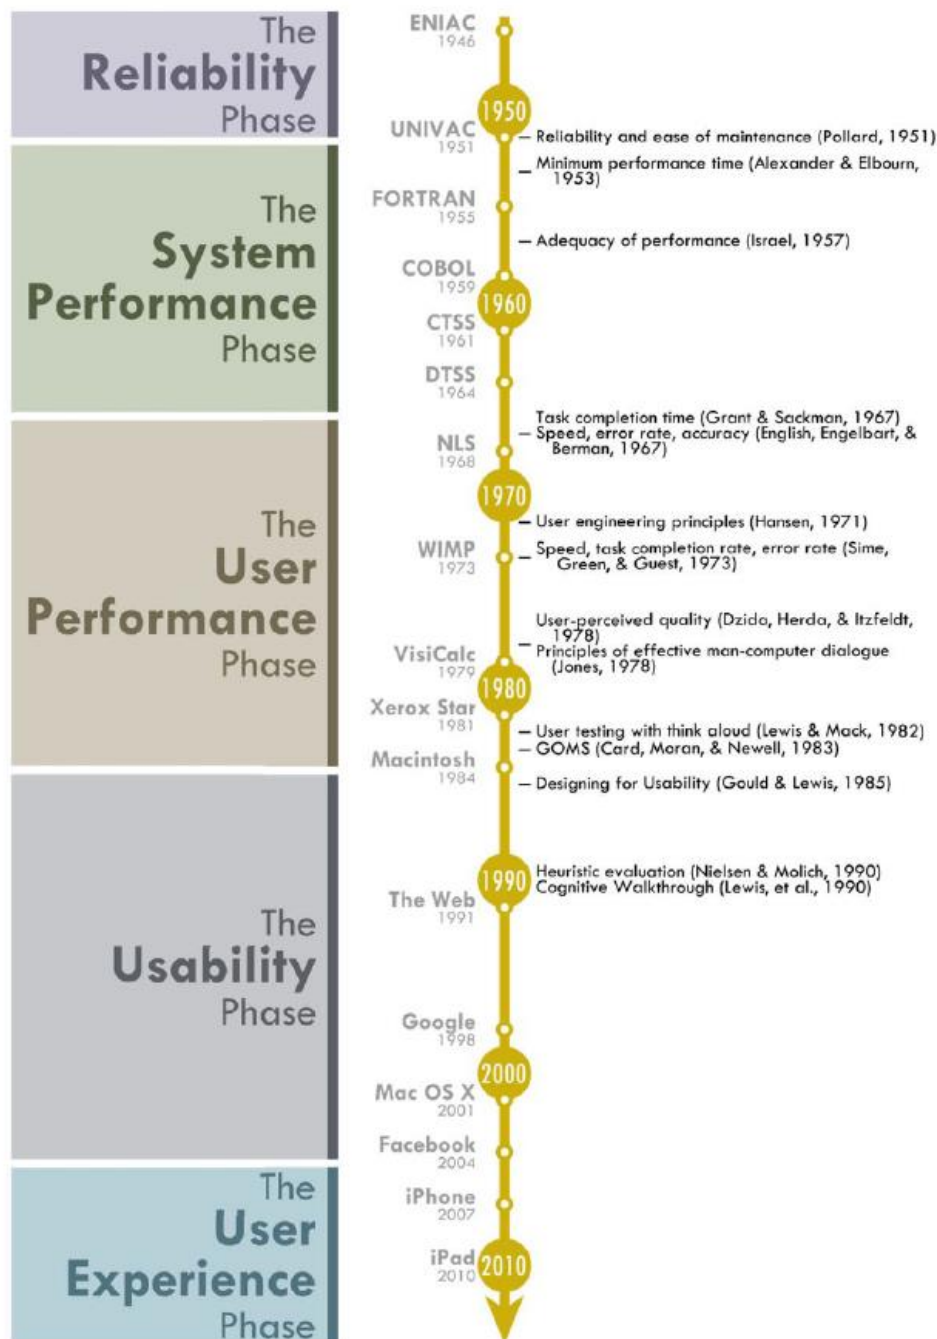 The
Reliability
Phase
The
System
Performance
Phase
The
User
Performance
Phase
The
Usability
Phase
The
User
Experience
Phase
ENIAC
1946
1950
UNIVAC
1951
FORTRAN
1955
COBOL
1959
1960
CTSS
1961
DTSS
1964
NLS
1968
1970
WIMP
1973
VisiCalc
1979
1980
Xerox Star
1981
Macintosh
1984
1990
The Web
1991
Google
1998
2000
Mac OS X
2001
Facebook
2004
iPhone
2007
iPad
2010
2010
Reliability and ease of maintenance (Pollard, 1951)
Minimum performance time (Alexander & Elbourn,
1953)
Adequacy of performance (Israel, 1957)
Task completion time (Grant & Sackman, 1967)
Speed, error rate, accuracy (English, Engelbart, &
Berman, 1967)
User engineering principles (Hansen, 1971)
Speed, task completion rate, error rate (Sime,
Green, & Guest, 1973)
User-perceived quality (Dzida, Herda, & Itzfeldt,
1978)
Principles of effective man-computer dialogue
(Jones, 1978)
User testing with think aloud (Lewis & Mack, 1982)
GOMS (Card, Moran, & Newell, 1983)
Designing for Usability (Gould & Lewis, 1985)
Heuristic evaluation (Nielsen & Molich, 1990)
Cognitive Walkthrough (Lewis, et al., 1990)